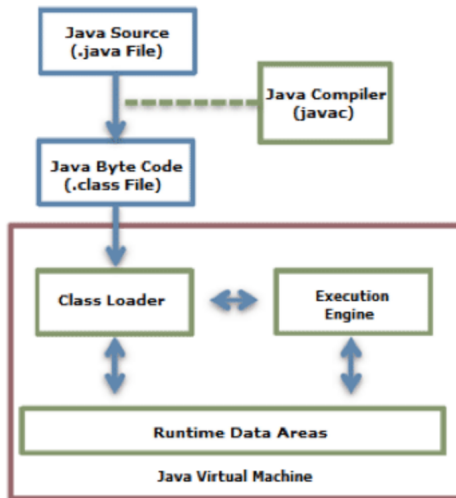 Java Source
(.java File)
Java Compiler
(javac)
Java Byte Code
(.class File)
Class Loader
Execution
Engine
Runtime Data Areas
Java Virtual Machine